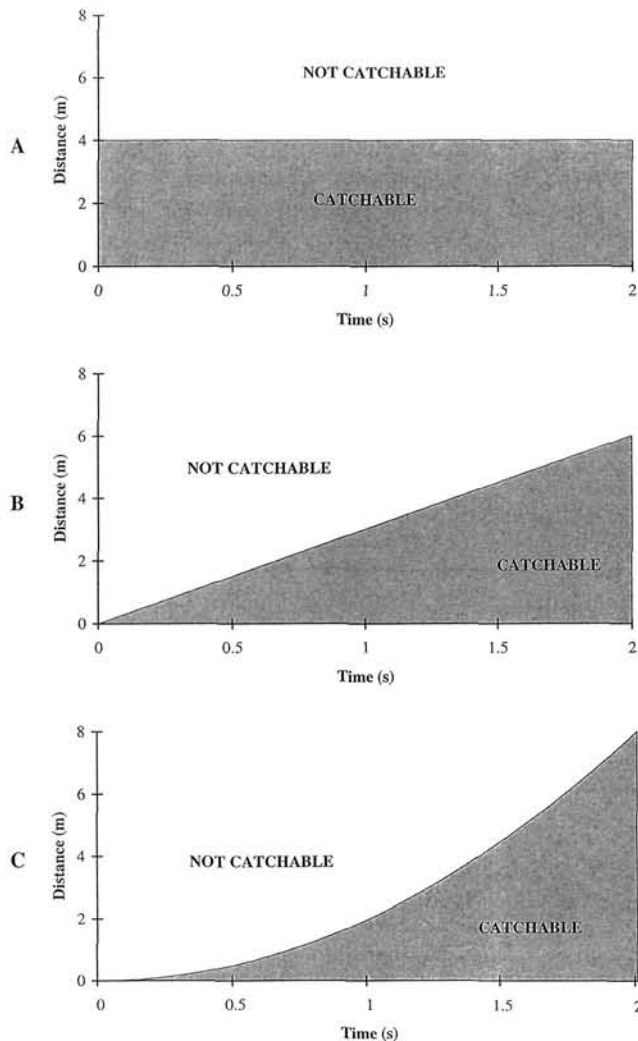 8
NOT CATCHABLE
6
A
Distance (m)
4
CATCHABLE
2
0
0 0.5 1 1.5 2
Time (s)
8
6
NOT CATCHABLE
B
Distance (m)
4
CATCHABLE
2
0
0 0.5 1 1.5 2
Time (s)
8
6
C
Distance (m)
4
NOT CATCHABLE
2
CATCHABLE
0
0 0.5 1 1.5 2
Time (s)